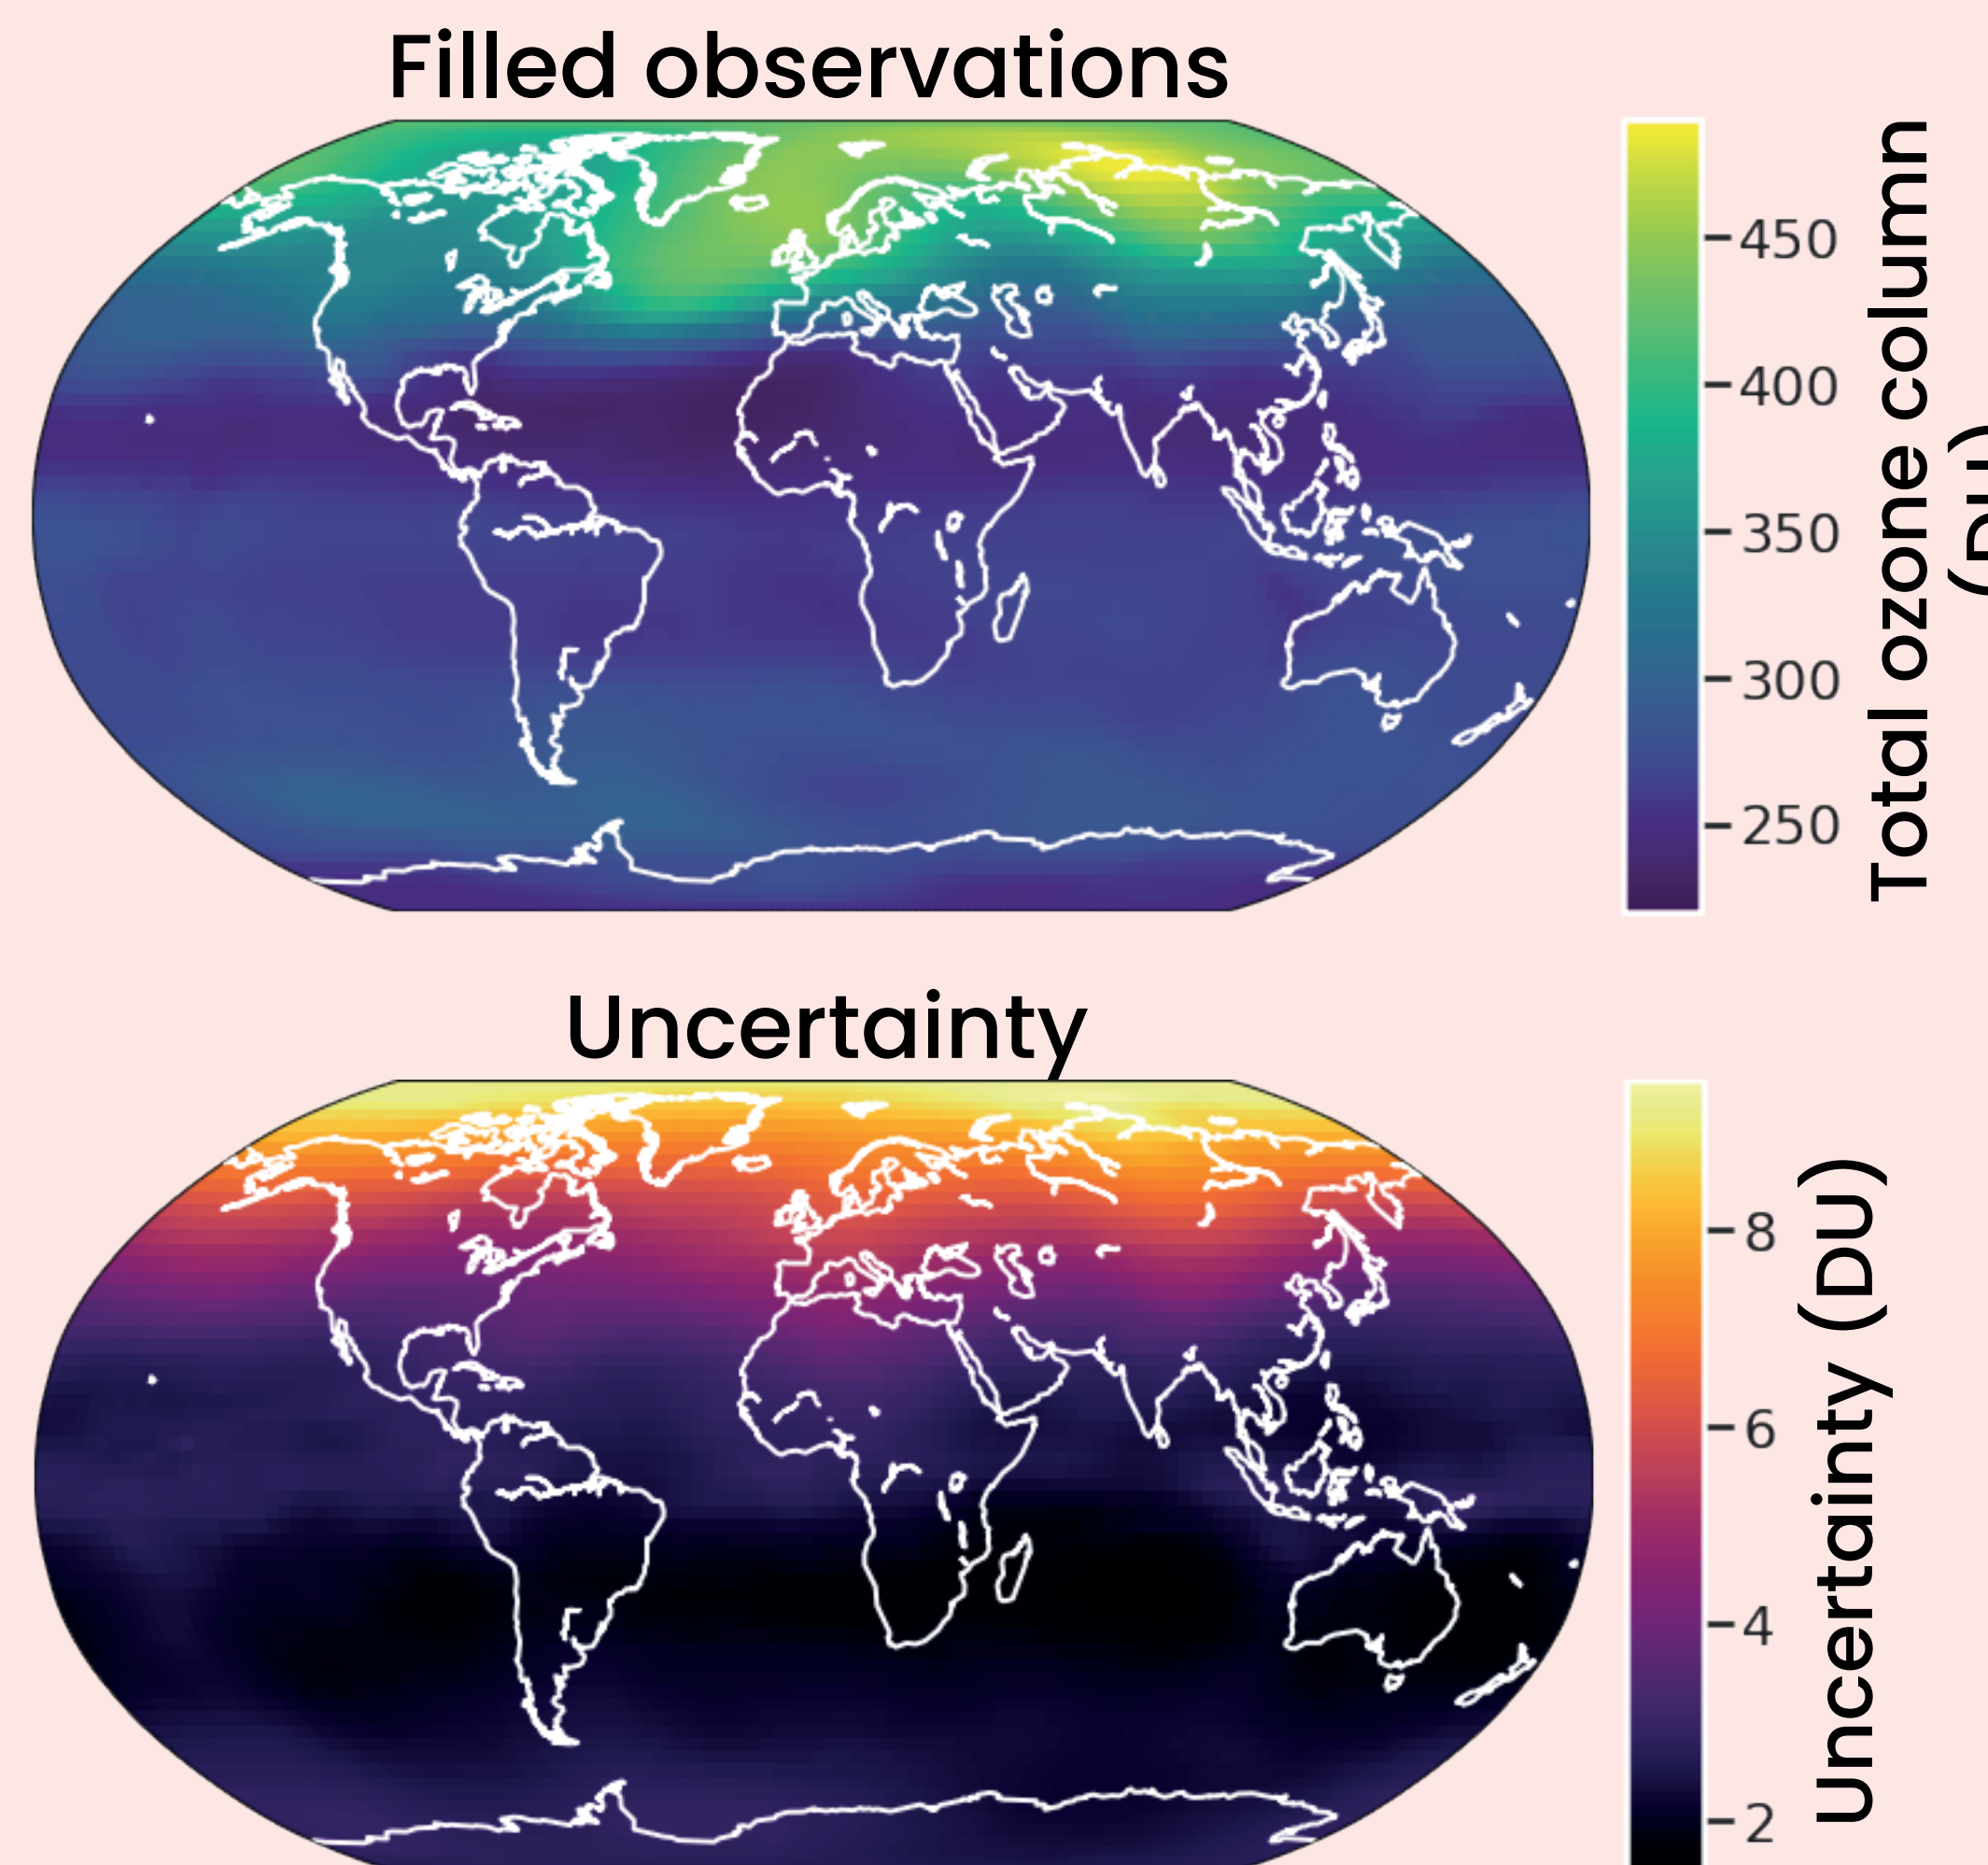 Filled observations
450
400
350
300
250
Total ozone column
Uncertainty
8
6
4
2
Uncertainty (DU)